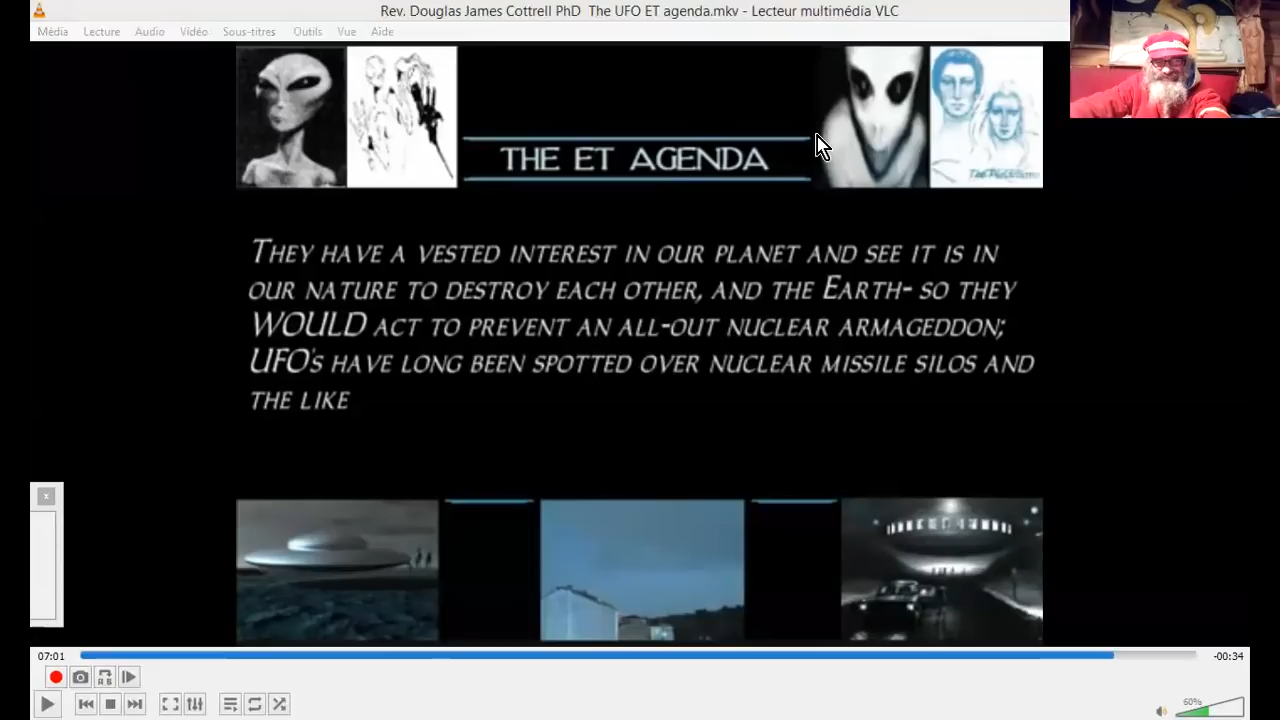 Rev. Douglas James Cottrell PhD The UFO ET agenda.mkv - Lecteur multimédia VLC
Média Lecture Audio Vidéo Sous-titres Outils Vue Aide
THE ET AGENDA
THEY HAVE A VESTED INTEREST IN OUR PLANET AND SEE IT IS IN
OUR NATURE TO DESTROY EACH OTHER, AND THE EARTH- SO THEY
WOULD ACT TO PREVENT AN ALL-OUT NUCLEAR ARMAGEDDON;
UFO'S HAVE LONG BEEN SPOTTED OVER NUCLEAR MISSILE SILOS AND
THE LIKE
07:01
-00:34
60%